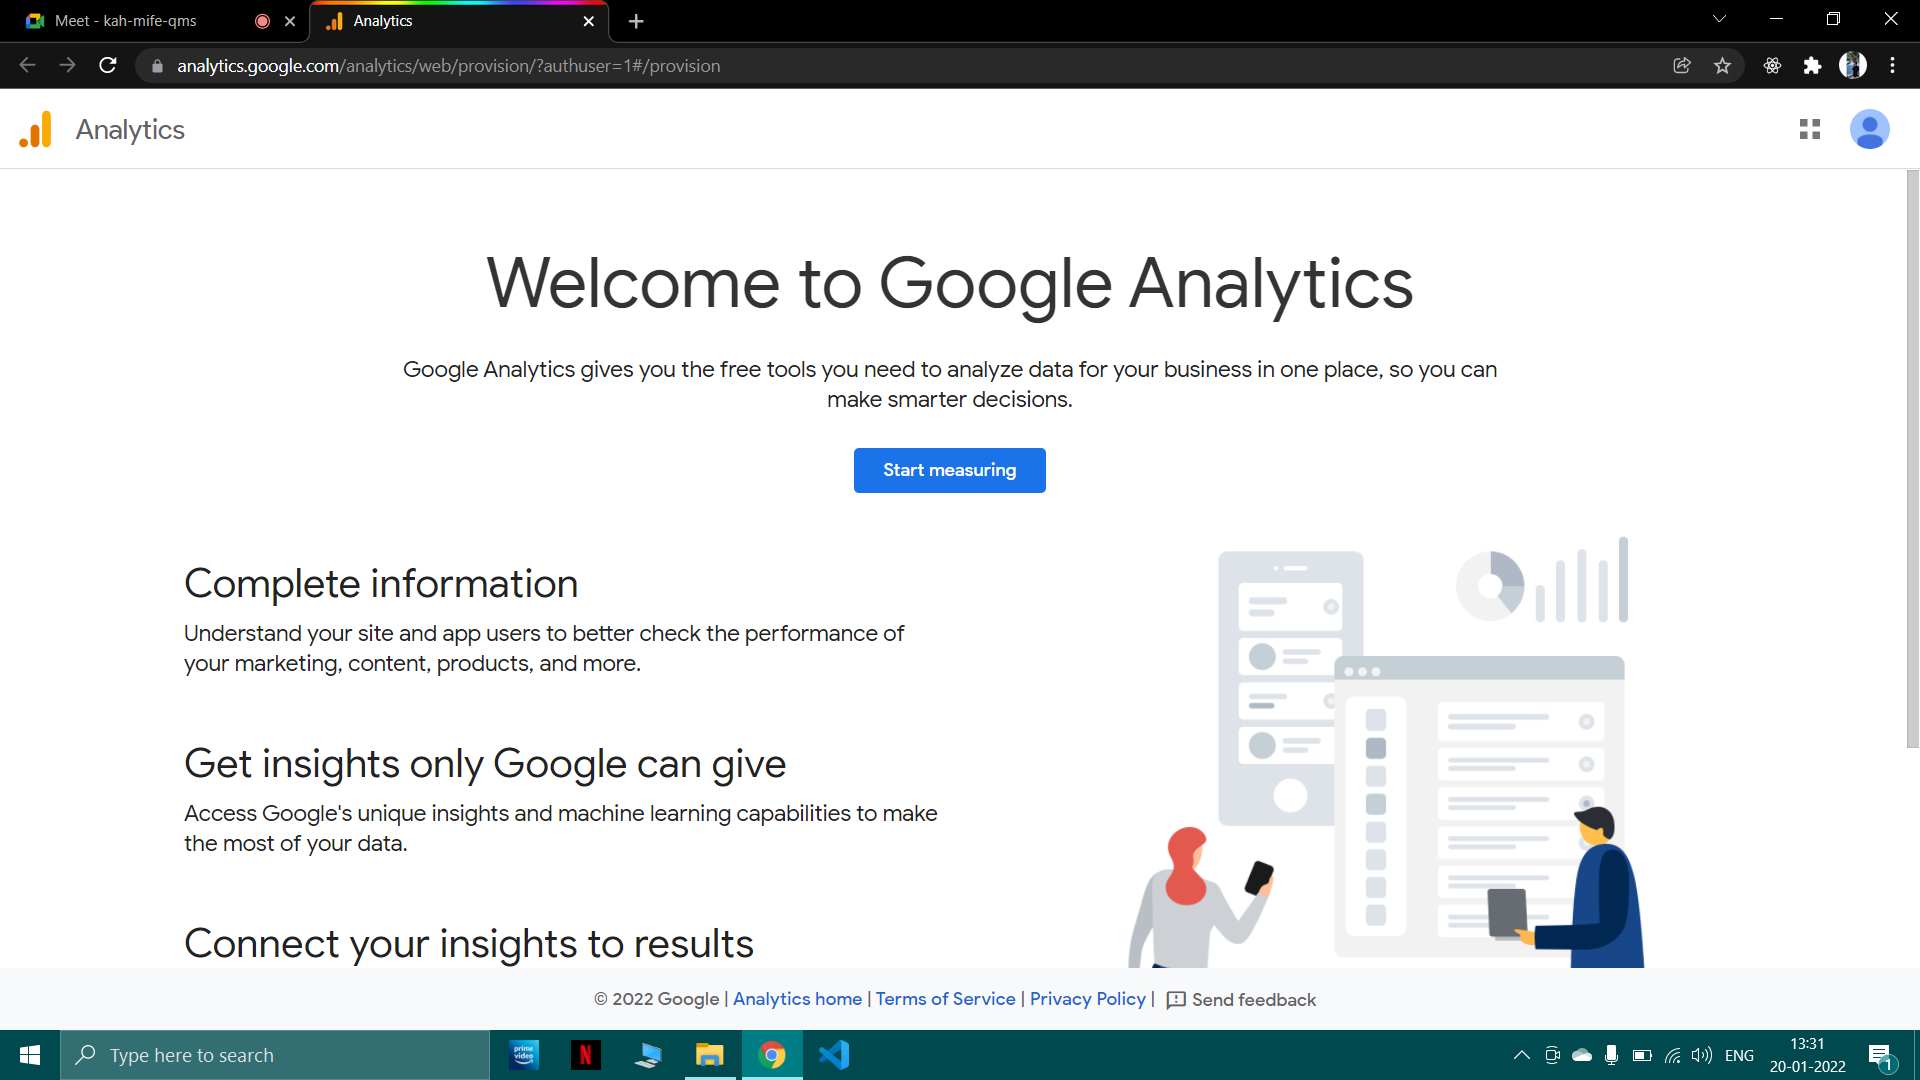 Meet - kah-mife-qms
Analytics
analytics.google.com/analytics/web/provision/?authuser=1#/provision
Analytics
Welcome to Google Analytics
Google Analytics gives you the free tools you need to analyze data for your business in one place, so you can
make smarter decisions.
Start measuring
Complete information
Understand your site and app users to better check the performance of
your marketing, content, products, and more.
Get insights only Google can give
Access Google's unique insights and machine learning capabilities to make
the most of your data.
Connect your insights to results
© 2022 Google | Analytics home | Terms of Service | Privacy Policy | Send feedback
Type here to search
prime video
N
ENG
13:31
20-01-2022
1